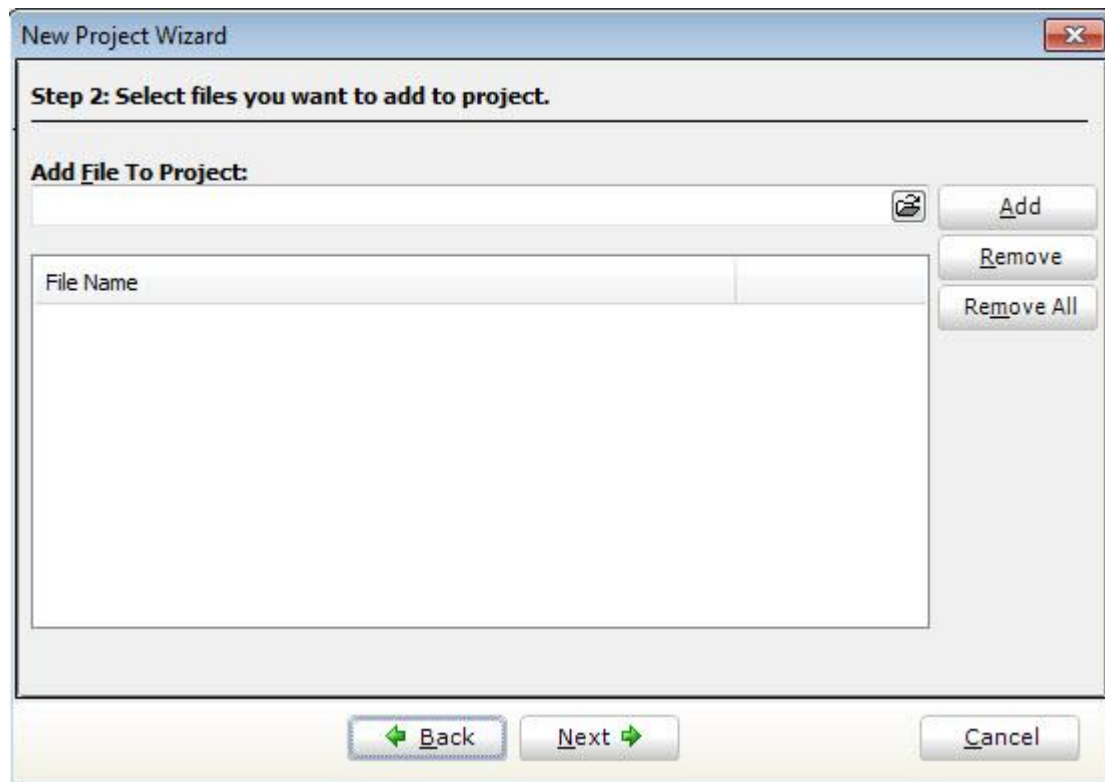 New Project Wizard
Step 2: Select files you want to add to project.
Add File To Project:
Add
Remove
File Name
Remove All
Back
Next
Cancel